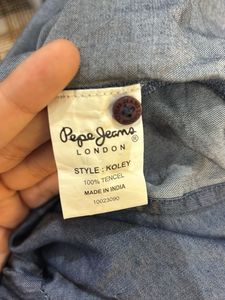 Pepe Jeans
LONDON®
STYLE : KOLEY
100% TENCEL
MADE IN INDIA
10023090